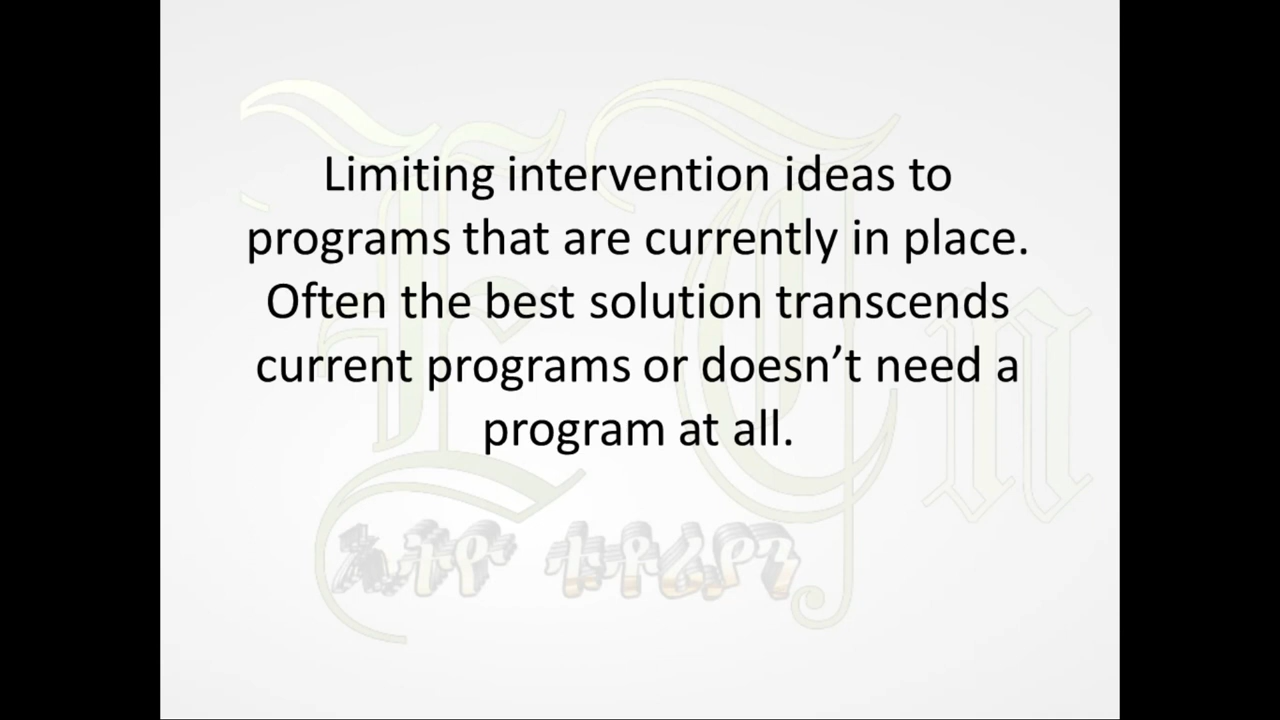 Limiting intervention ideas to
programs that are currently in place.
Often the best solution transcends
current programs or doesn’t need a
program at all.